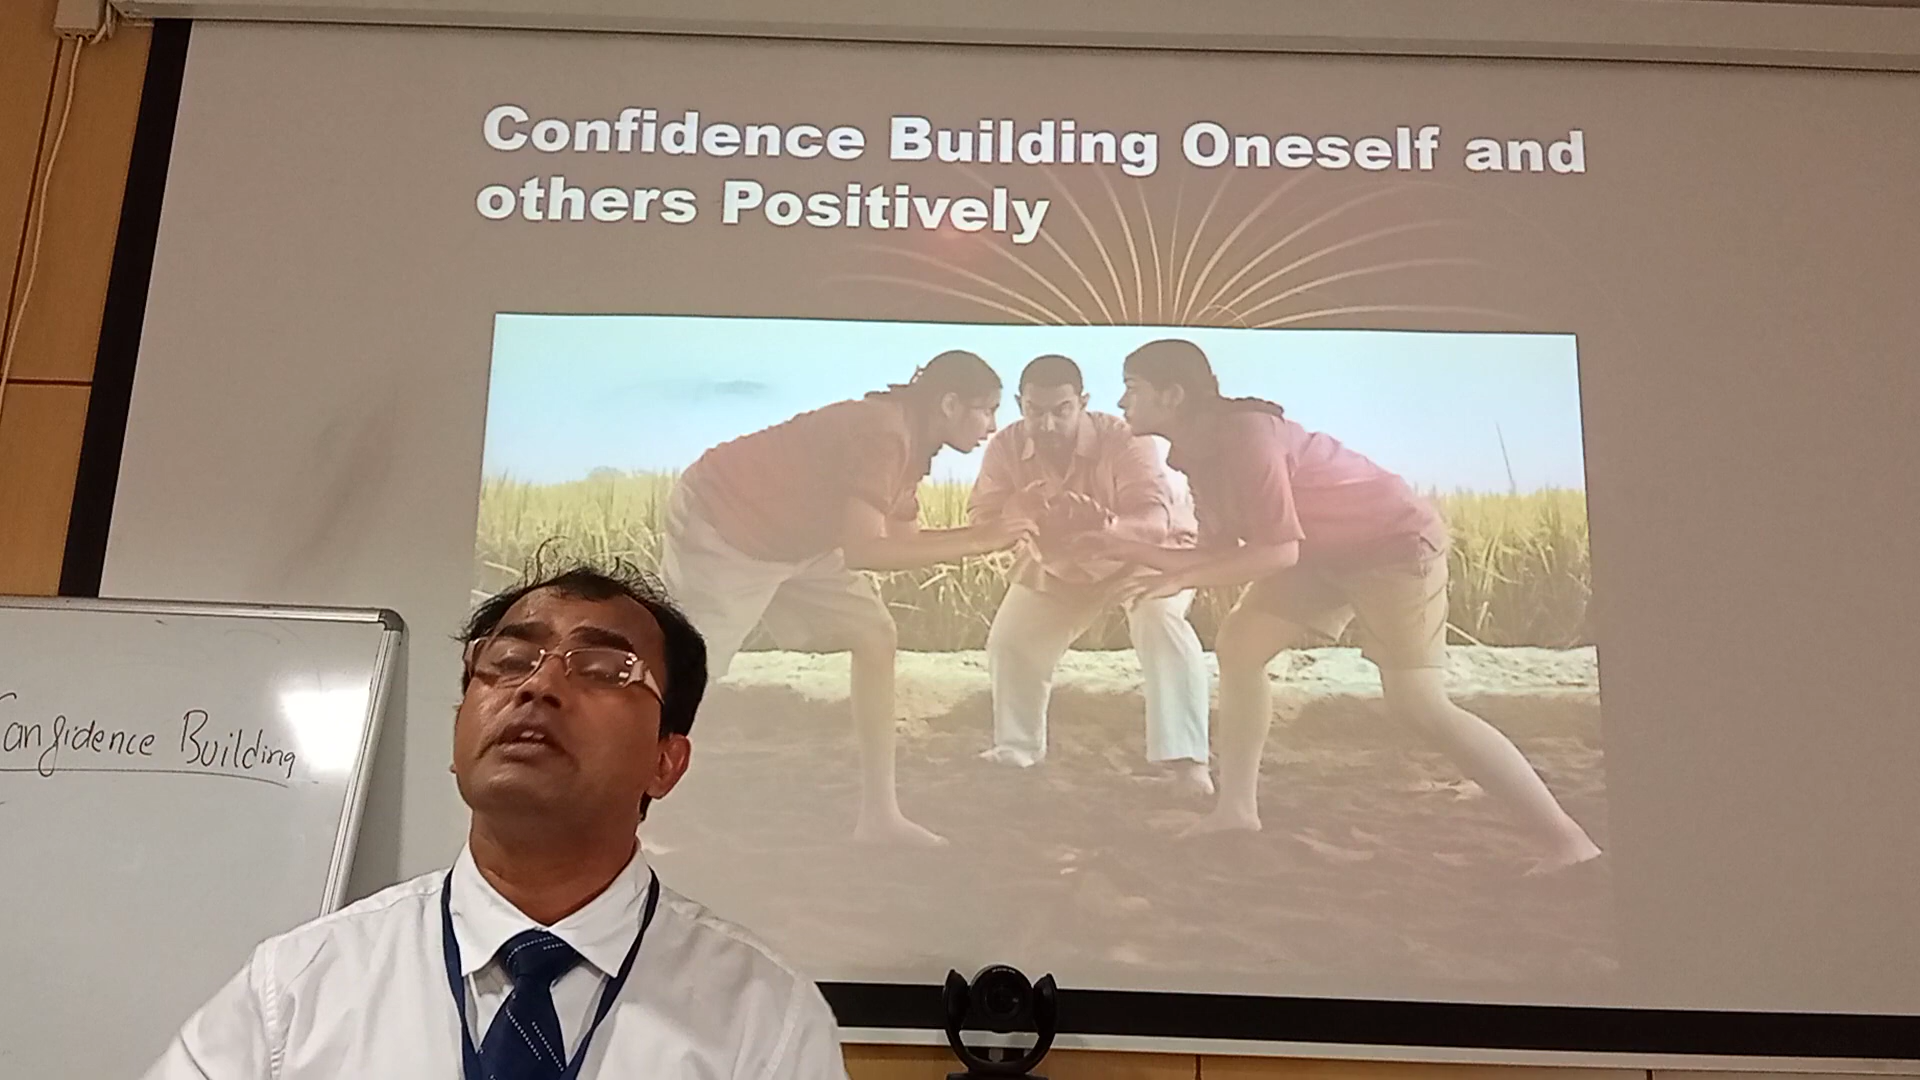 Confidence Building Oneself and
others Positively
Confidence Building